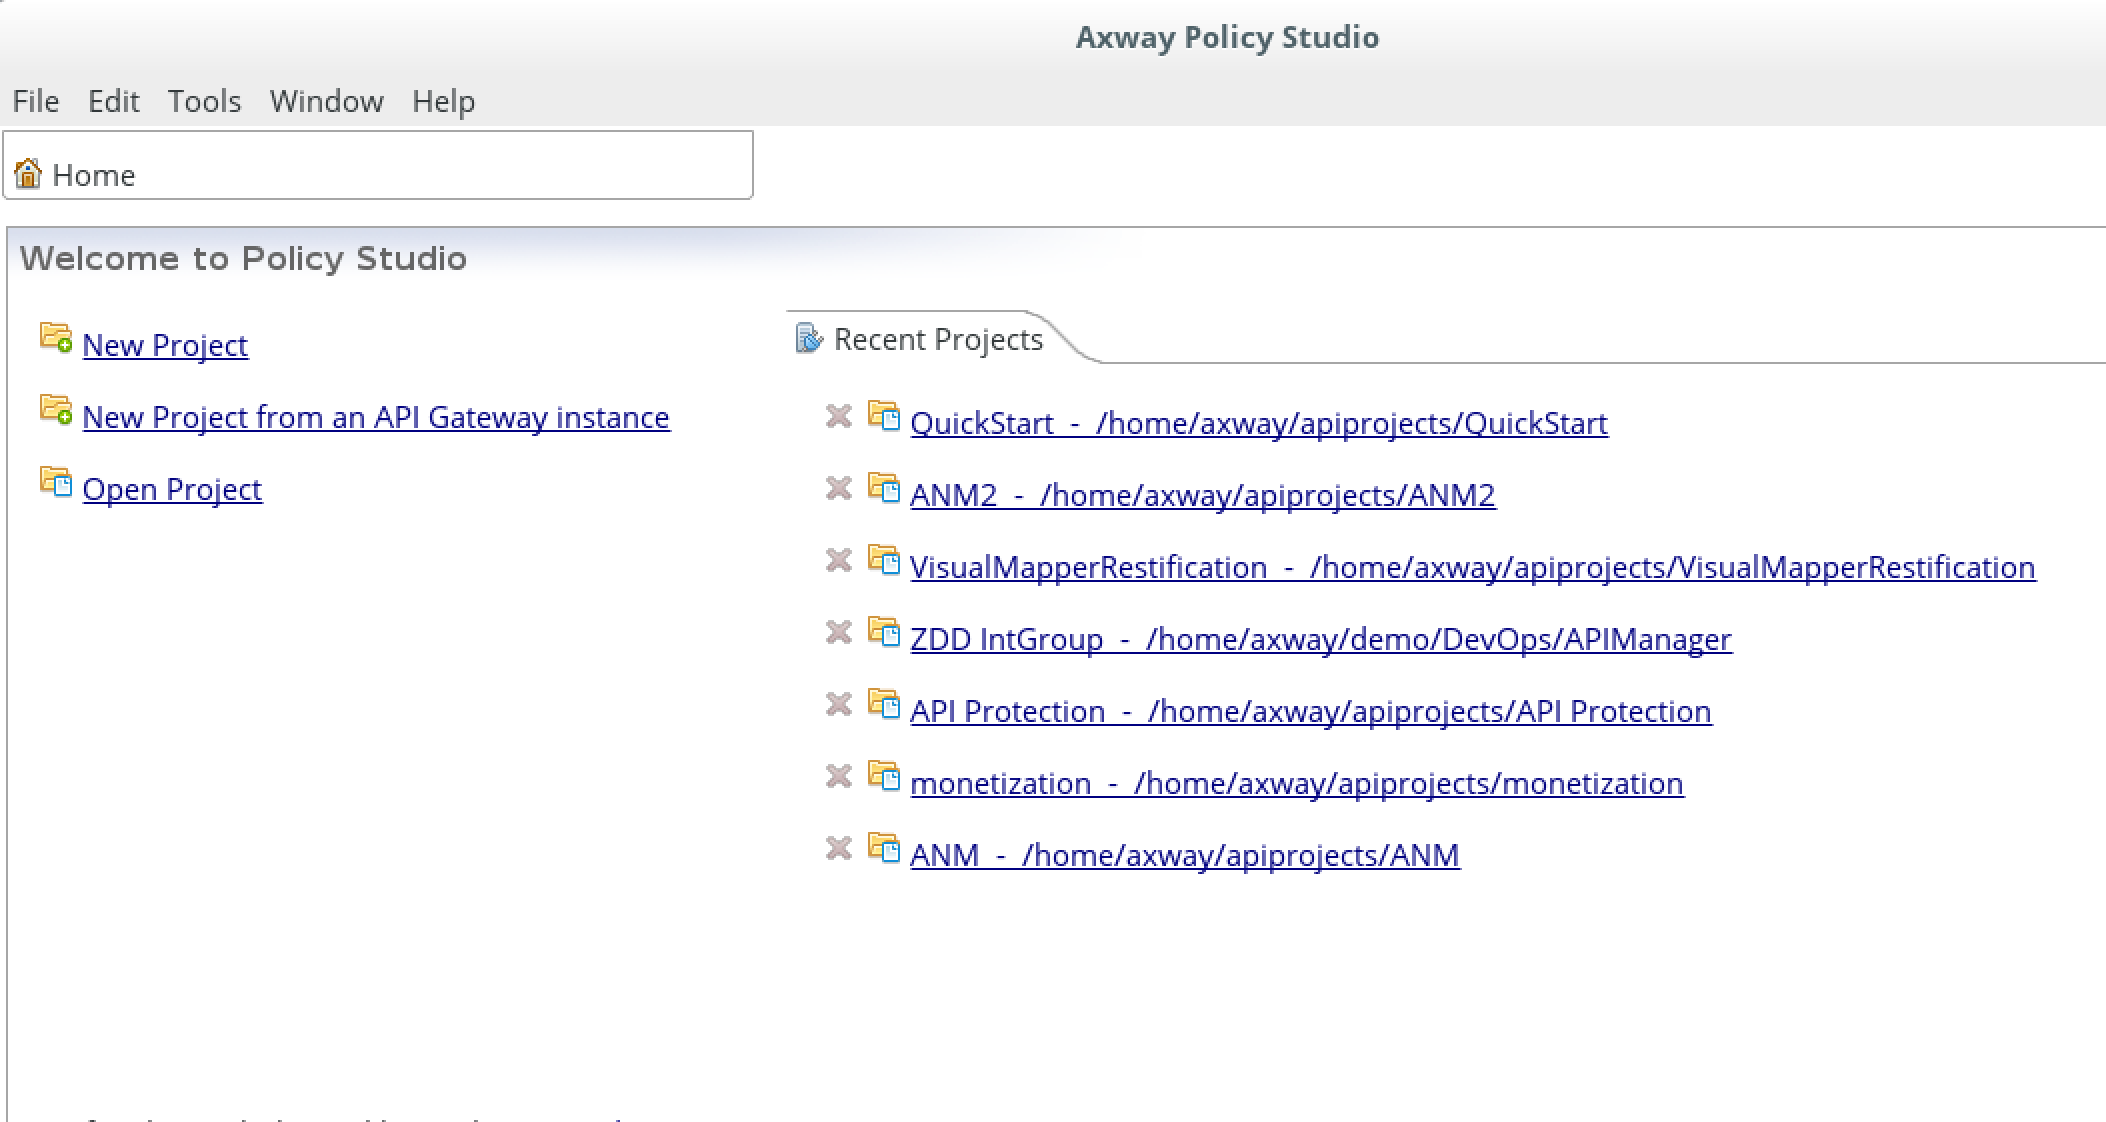 Axway Policy Studio
File Edit Tools Window Help
Home
Welcome to Policy Studio
New Project
New Project from an API Gateway instance
Open Project
Recent Projects
QuickStart - /home/axway/apiprojects/QuickStart
ANM2 - /home/axway/apiprojects/ANM2
VisualMapperRestification - /home/axway/apiprojects/VisualMapperRestification
ZDD IntGroup - /home/axway/demo/DevOps/APIManager
API Protection - /home/axway/apiprojects/API Protection
monetization - /home/axway/apiprojects/monetization
ANM - /home/axway/apiprojects/ANM